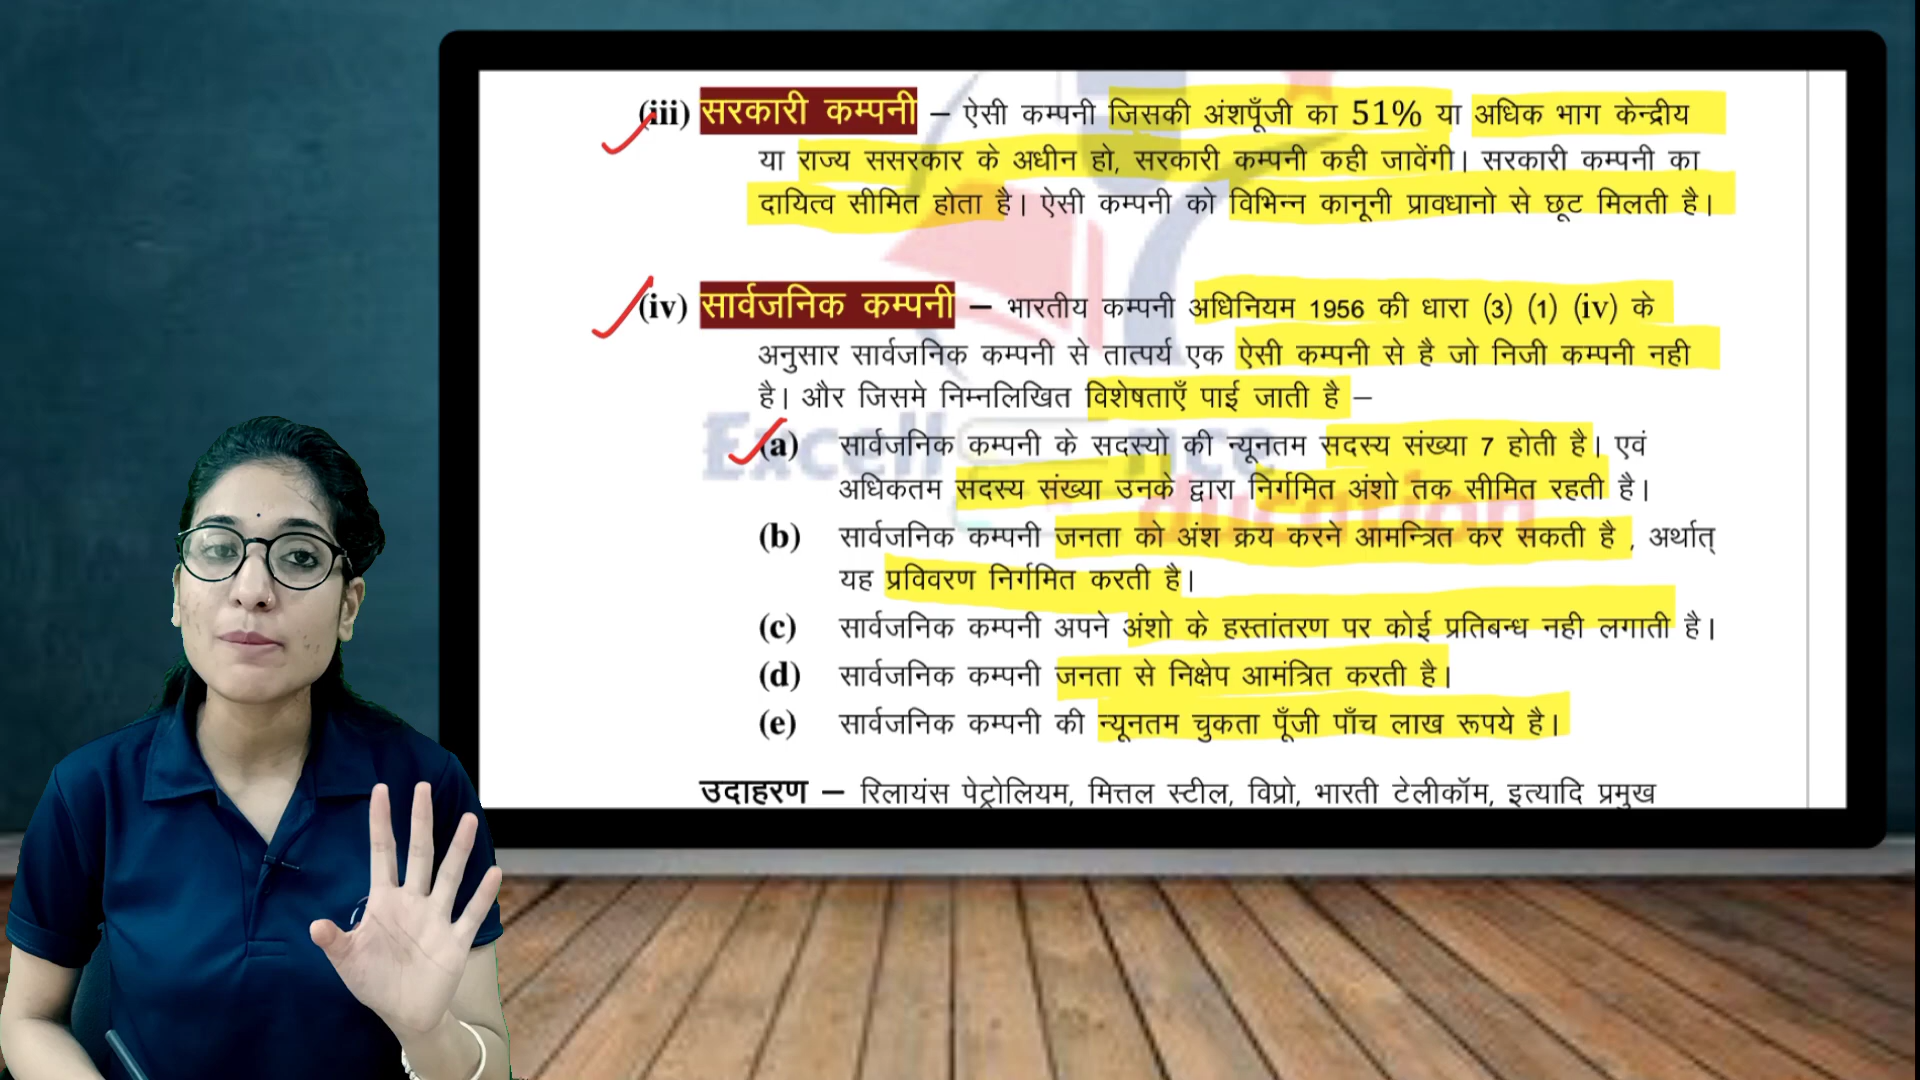 (iii) सरकारी कम्पनी – ऐसी कम्पनी जिसकी अंशपूँजी का 51% या अधिक भाग केन्द्रीय
या राज्य ससरकार के अधीन हो, सरकारी कम्पनी कही जावेंगी। सरकारी कम्पनी का
दायित्व सीमित होता है। ऐसी कम्पनी को विभिन्न कानूनी प्रावधानो से छूट मिलती है।
(iv) सार्वजनिक कम्पनी – भारतीय कम्पनी अधिनियम 1956 की धारा (3) (1) (iv) के
अनुसार सार्वजनिक कम्पनी से तात्पर्य एक ऐसी कम्पनी से है जो निजी कम्पनी नही
है। और जिसमे निम्नलिखित विशेषताएँ पाई जाती है –
(a) सार्वजनिक कम्पनी के सदस्यो की न्यूनतम सदस्य संख्या 7 होती है। एवं
अधिकतम सदस्य संख्या उनके द्वारा निर्गमित अंशो तक सीमित रहती है।
(b) सार्वजनिक कम्पनी जनता को अंश क्रय करने आमन्त्रित कर सकती है , अर्थात्
यह प्रविवरण निर्गमित करती है।
(c) सार्वजनिक कम्पनी अपने अंशो के हस्तांतरण पर कोई प्रतिबन्ध नही लगाती है।
(d) सार्वजनिक कम्पनी जनता से निक्षेप आमंत्रित करती है।
(e) सार्वजनिक कम्पनी की न्यूनतम चुकता पूँजी पाँच लाख रूपये है।
उदाहरण – रिलायंस पेट्रोलियम, मित्तल स्टील, विप्रो, भारती टेलीकॉम, इत्यादि प्रमुख